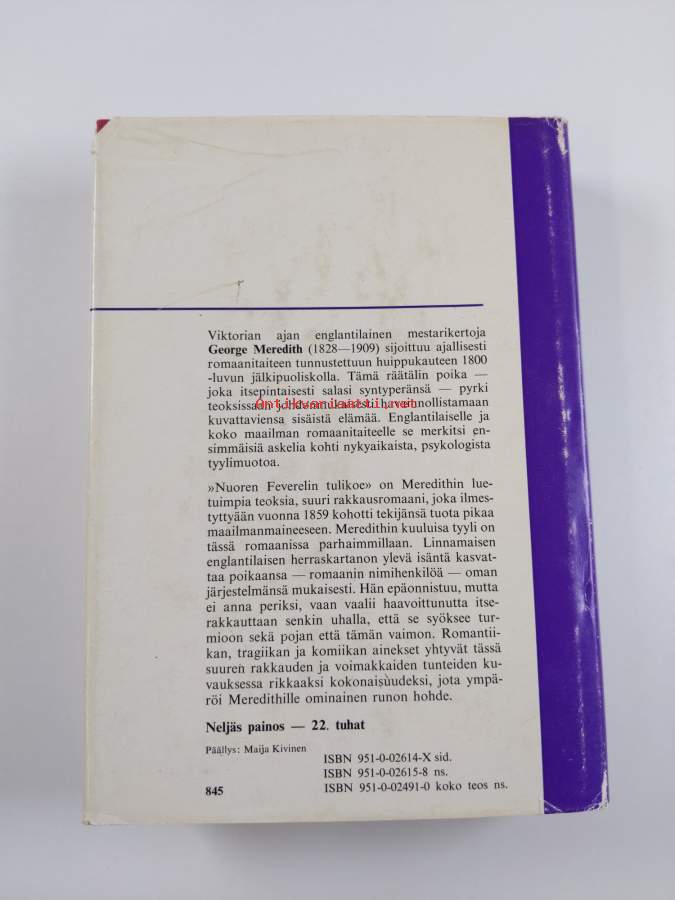 Viktorian ajan englantilainen mestarikertoja
George Meredith (1828—1909) sijoittuu ajallisesti
romaanitaiteen tunnustettuun huippukauteen 1800
-luvun jälkipuoliskolla. Tämä räätälin poika —
joka itsepintaisesti salasi syntyperänsä — pyrki
Antikvariaatti.net
teoksissaan johdonmukaisesti havainnollistamaan
kuvattaviensa sisäistä elämää. Englantilaiselle ja
koko maailman romaanitaiteelle se merkitsi en-
simmäisiä askelia kohti nykyaikaista, psykologista
tyylimuotoa.
»Nuoren Feverelin tulikoe» on Meredithin lue-
tuimpia teoksia, suuri rakkausromaani, joka ilmes-
tyttyään vuonna 1859 kohotti tekijänsä tuota pikaa
maailmanmaineeseen. Meredithin kuuluisa tyyli on
tässä romaanissa parhaimmillaan. Linnamaisen
englantilaisen herraskartanon ylevä isäntä kasvat-
taa poikaansa — romaanin nimihenkilöä — oman
järjestelmänsä mukaisesti. Hän epäonnistuu, mutta
ei anna periksi, vaan vaalii haavoittunutta itse-
rakkauttaan senkin uhalla, että se syöksee tur-
mioon sekä pojan että tämän vaimon. Romantii-
kan, tragiikan ja komiikan ainekset yhtyvät tässä
suuren rakkauden ja voimakkaiden tunteiden ku-
vauksessa rikkaaksi kokonaisuudeksi, jota ympä-
röi Meredithille ominainen runon hohde.
Neljäs painos — 22. tuhat
Päällys: Maija Kivinen
ISBN 951-0-02614-X sid.
ISBN 951-0-02615-8 ns.
ISBN 951-0-02491-0 koko teos ns.
845